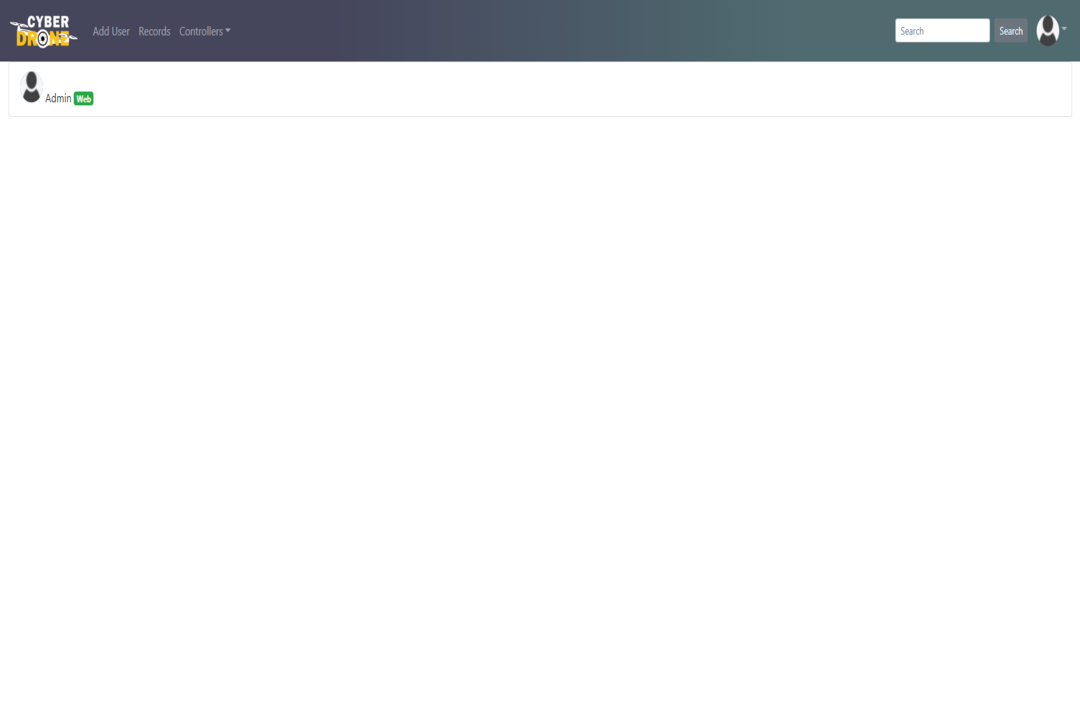 CYBER
DRONE
Add User Records Controllers Search Search
Admin Web